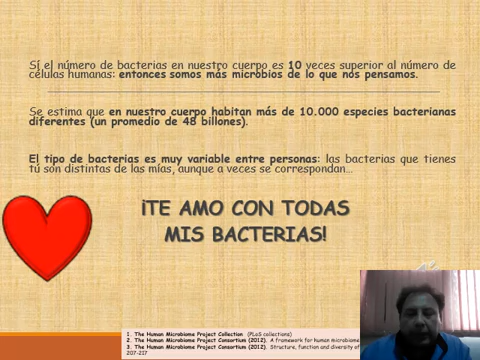 Sí el número de bacterias en nuestro cuerpo es 10 veces superior al número de
células humanas: entonces somos más microbios de lo que nos pensamos.
Se estima que en nuestro cuerpo habitan más de 10.000 especies bacterianas
diferentes (un promedio de 48 billones).
El tipo de bacterias es muy variable entre personas: las bacterias que tienes
tú son distintas de las mías, aunque a veces se correspondan...
¡TE AMO CON TODAS
MIS BACTERIAS!
1. The Human Microbiome Project Collection (PLoS collections)
2. The Human Microbiome Project Consortium (2012). A framework for human microbiome
3. The Human Microbiome Project Consortium (2012). Structure, function and diversity of
207-217